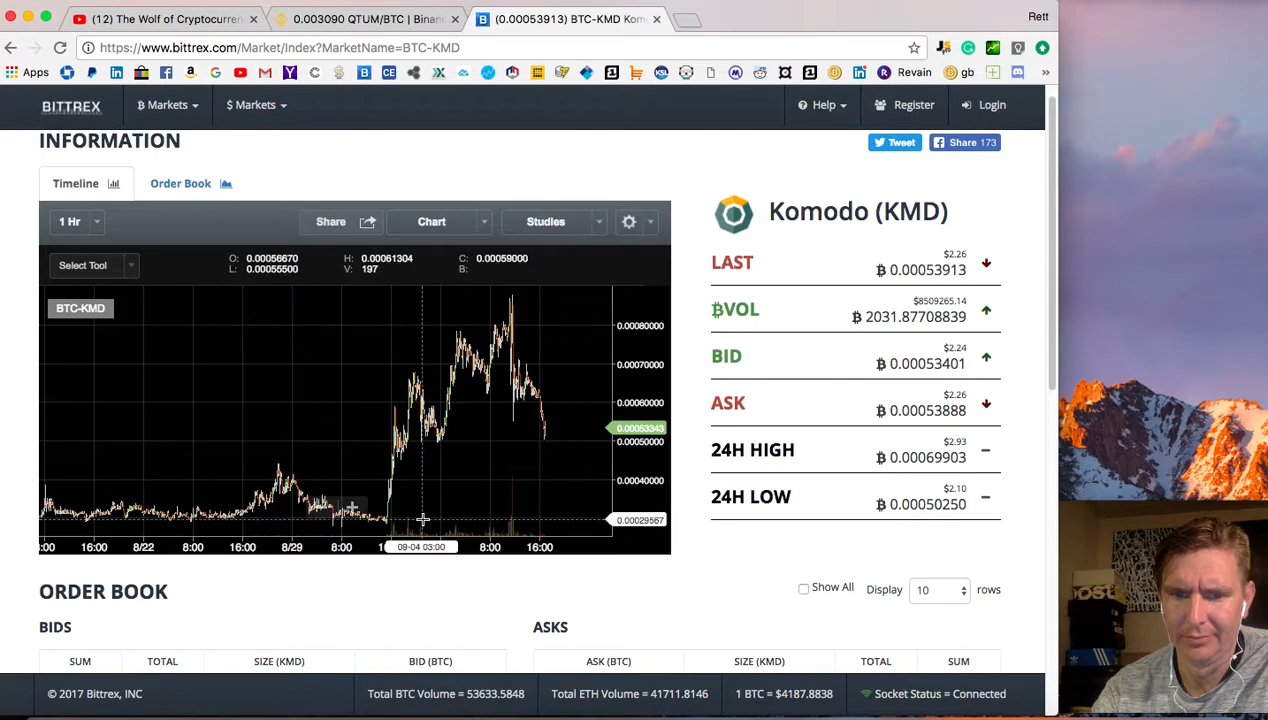 (12) The Wolf of Cryptocurren
0.003090 QTUM/BTC | Binanc
(0.00053913) BTC-KMD Kom
Rett
https://www.bittrex.com/Market/Index?MarketName=BTC-KMD
Apps
Revain
gb
»
BITTREX
Ƀ Markets
$ Markets
Help
Register
Login
INFORMATION
Tweet
Share 173
Timeline
Order Book
1 Hr
Share
Chart
Studies
Select Tool
O: 0.00056670
H: 0.00061304
C: 0.00059000
L: 0.00055500
V: 197
B:
BTC-KMD
0.00080000
0.00070000
0.00060000
0.00053343
0.00050000
0.00040000
0.00029567
16:00
8/22
8:00
16:00
8/29
8:00
09-04 03:00
8:00
16:00
Komodo (KMD)
LAST
$2.26
Ƀ 0.00053913
ɃVOL
$8509265.14
Ƀ 2031.87708839
BID
$2.24
Ƀ 0.00053401
ASK
$2.26
Ƀ 0.00053888
24H HIGH
$2.93
Ƀ 0.00069903
24H LOW
$2.10
Ƀ 0.00050250
ORDER BOOK
Show All
Display
10
rows
BIDS
ASKS
SUM
TOTAL
SIZE (KMD)
BID (BTC)
ASK (BTC)
SIZE (KMD)
TOTAL
SUM
© 2017 Bittrex, INC
Total BTC Volume = 53633.5848
Total ETH Volume = 41711.8146
1 BTC = $4187.8838
Socket Status = Connected